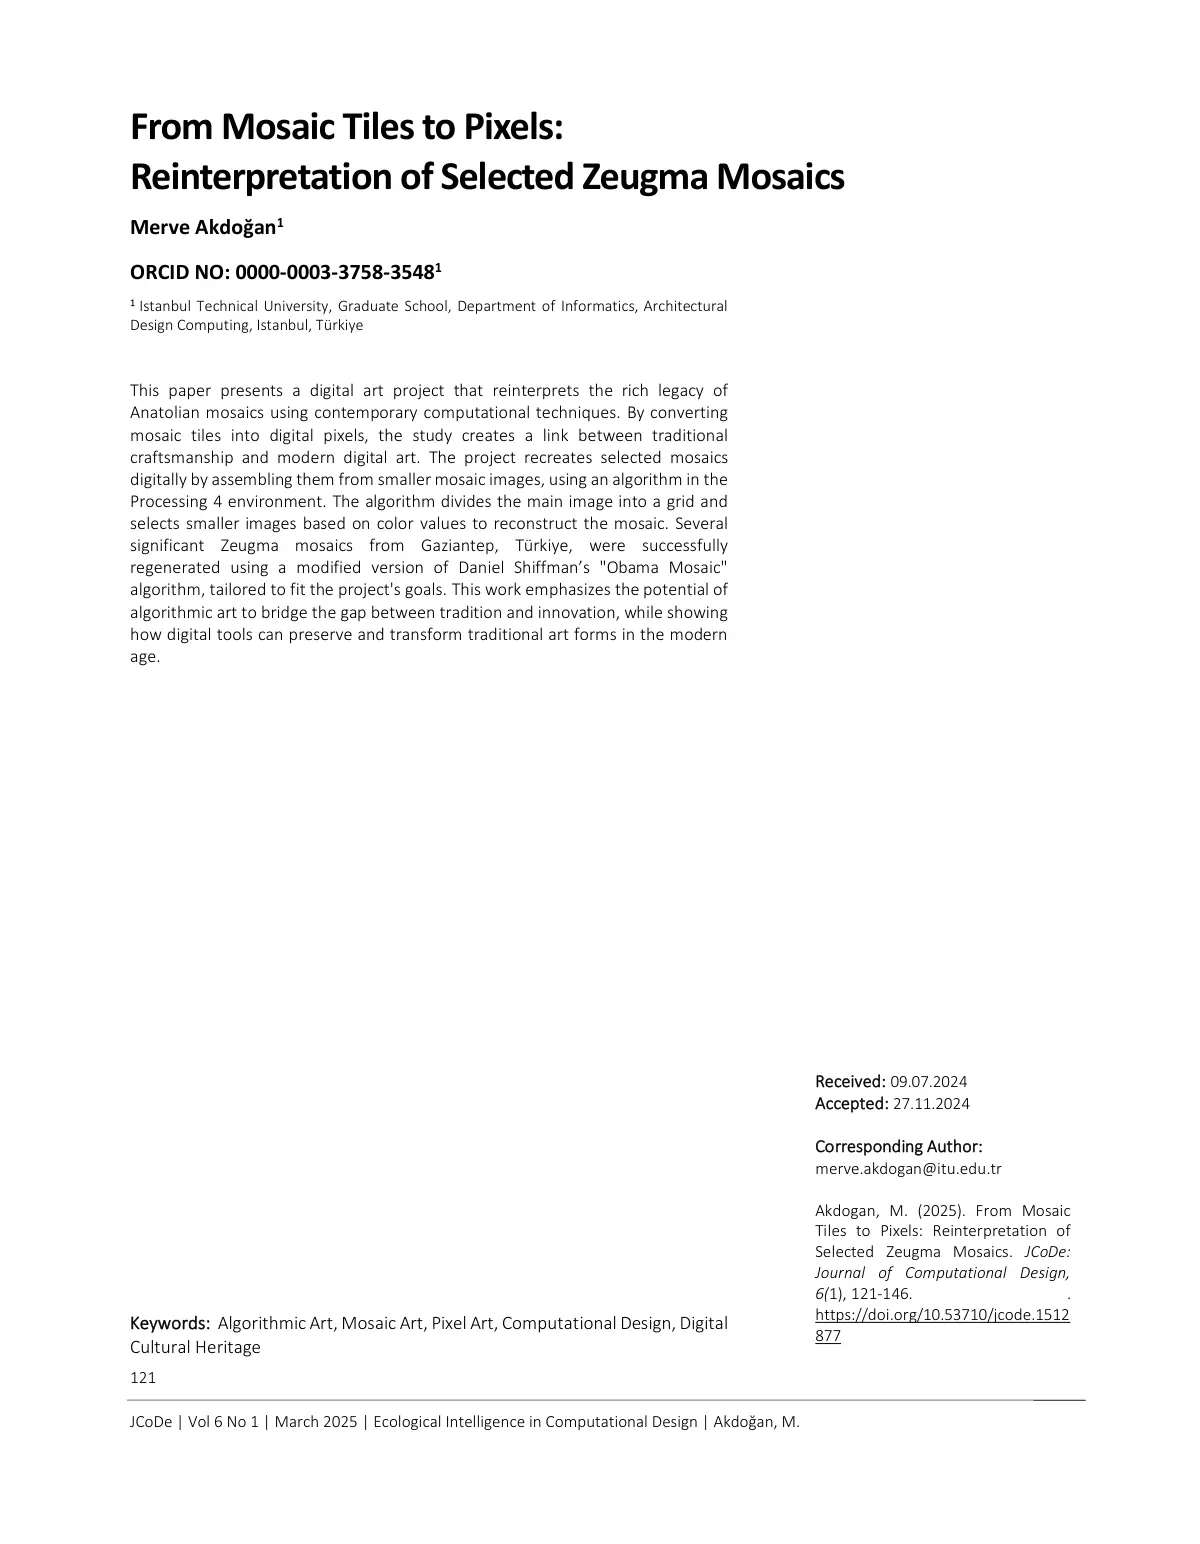 From Mosaic Tiles to Pixels:
Reinterpretation of Selected Zeugma Mosaics
Merve Akdoğan¹
ORCID NO: 0000-0003-3758-3548¹
¹ Istanbul Technical University, Graduate School, Department of Informatics, Architectural
Design Computing, Istanbul, Türkiye
This paper presents a digital art project that reinterprets the rich legacy of
Anatolian mosaics using contemporary computational techniques. By converting
mosaic tiles into digital pixels, the study creates a link between traditional
craftsmanship and modern digital art. The project recreates selected mosaics
digitally by assembling them from smaller mosaic images, using an algorithm in the
Processing 4 environment. The algorithm divides the main image into a grid and
selects smaller images based on color values to reconstruct the mosaic. Several
significant Zeugma mosaics from Gaziantep, Türkiye, were successfully
regenerated using a modified version of Daniel Shiffman’s "Obama Mosaic"
algorithm, tailored to fit the project's goals. This work emphasizes the potential of
algorithmic art to bridge the gap between tradition and innovation, while showing
how digital tools can preserve and transform traditional art forms in the modern
age.
Received: 09.07.2024
Accepted: 27.11.2024
Corresponding Author:
merve.akdogan@itu.edu.tr
Akdogan, M. (2025). From Mosaic
Tiles to Pixels: Reinterpretation of
Selected Zeugma Mosaics. JCoDe:
Journal of Computational Design,
6(1), 121-146. .
https://doi.org/10.53710/jcode.1512
877
Keywords: Algorithmic Art, Mosaic Art, Pixel Art, Computational Design, Digital
Cultural Heritage
121
JCoDe | Vol 6 No 1 | March 2025 | Ecological Intelligence in Computational Design | Akdoğan, M.